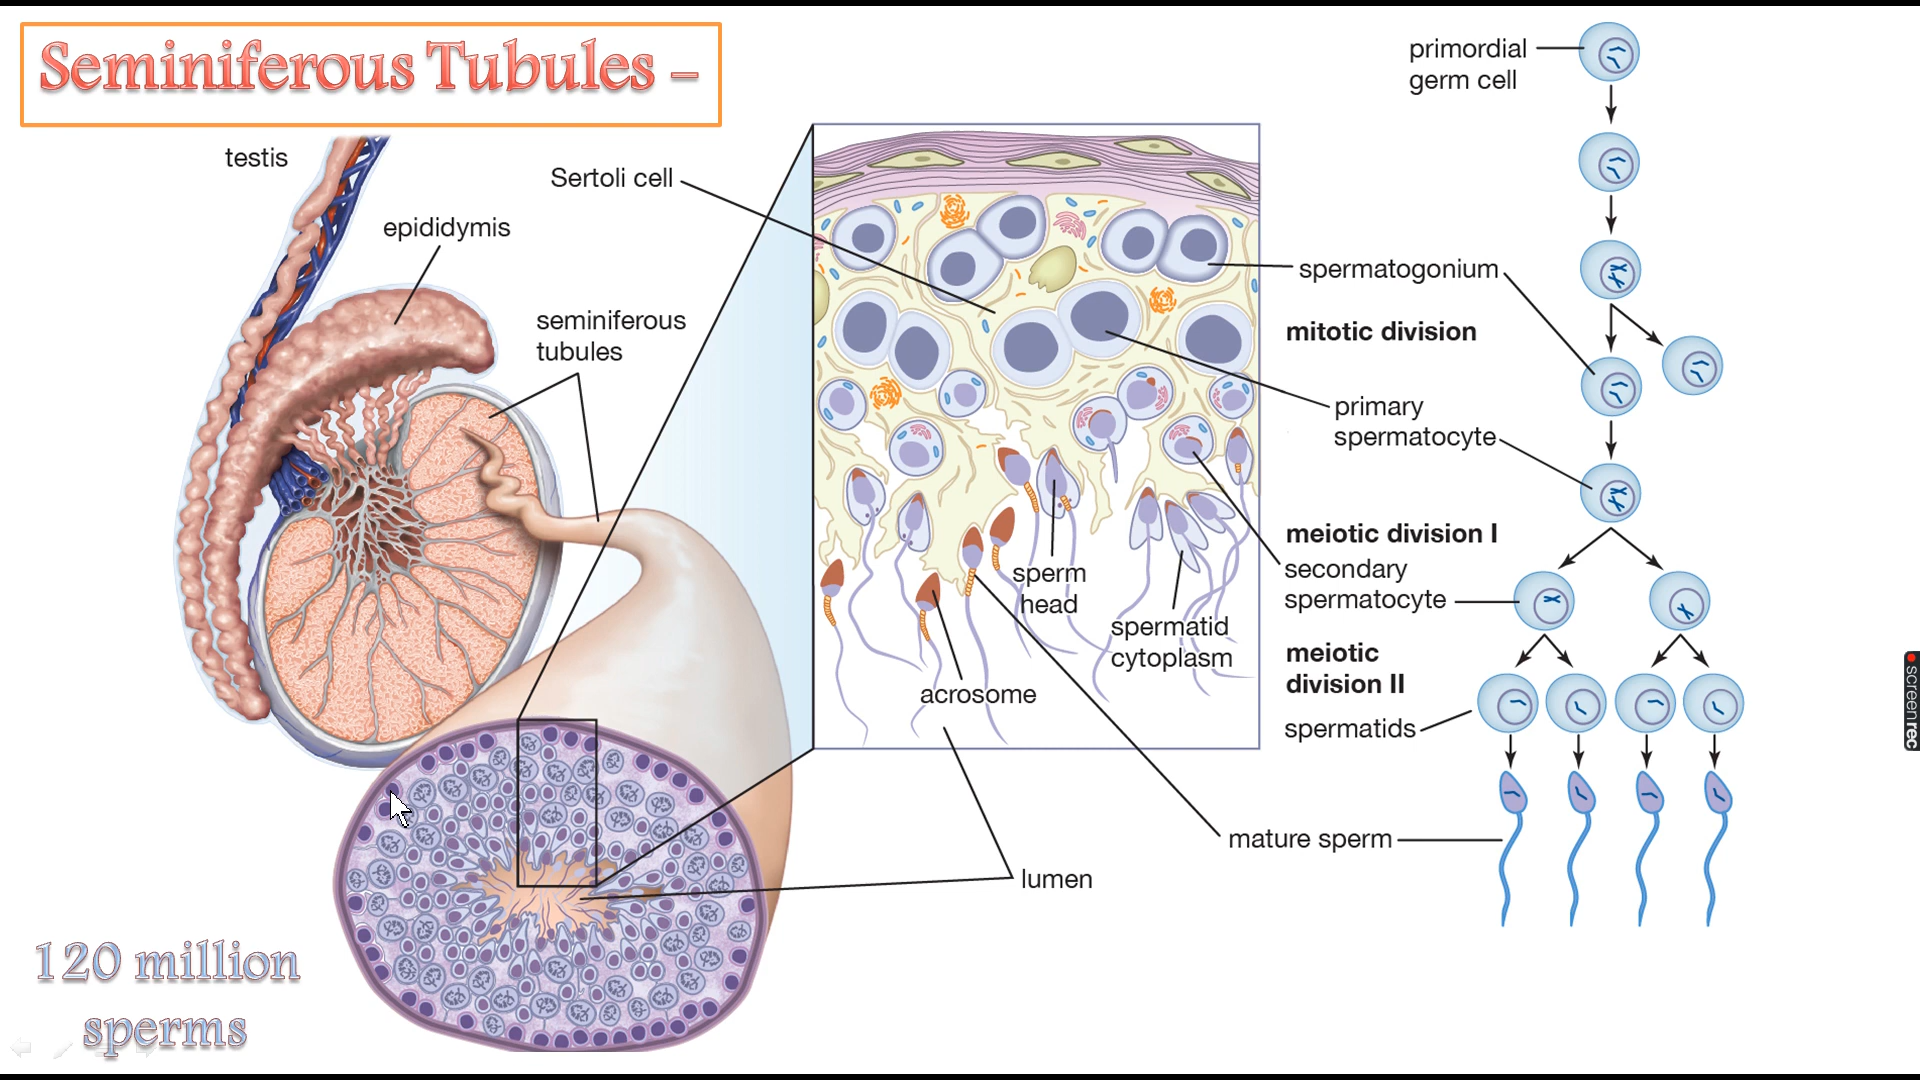 Seminiferous Tubules –
testis
epididymis
Sertoli cell
seminiferous
tubules
primordial
germ cell
spermatogonium
mitotic division
primary
spermatocyte
meiotic division I
secondary
spermatocyte
meiotic
division II
spermatids
sperm
head
spermatid
cytoplasm
acrosome
mature sperm
lumen
120 million
sperms
screenrec